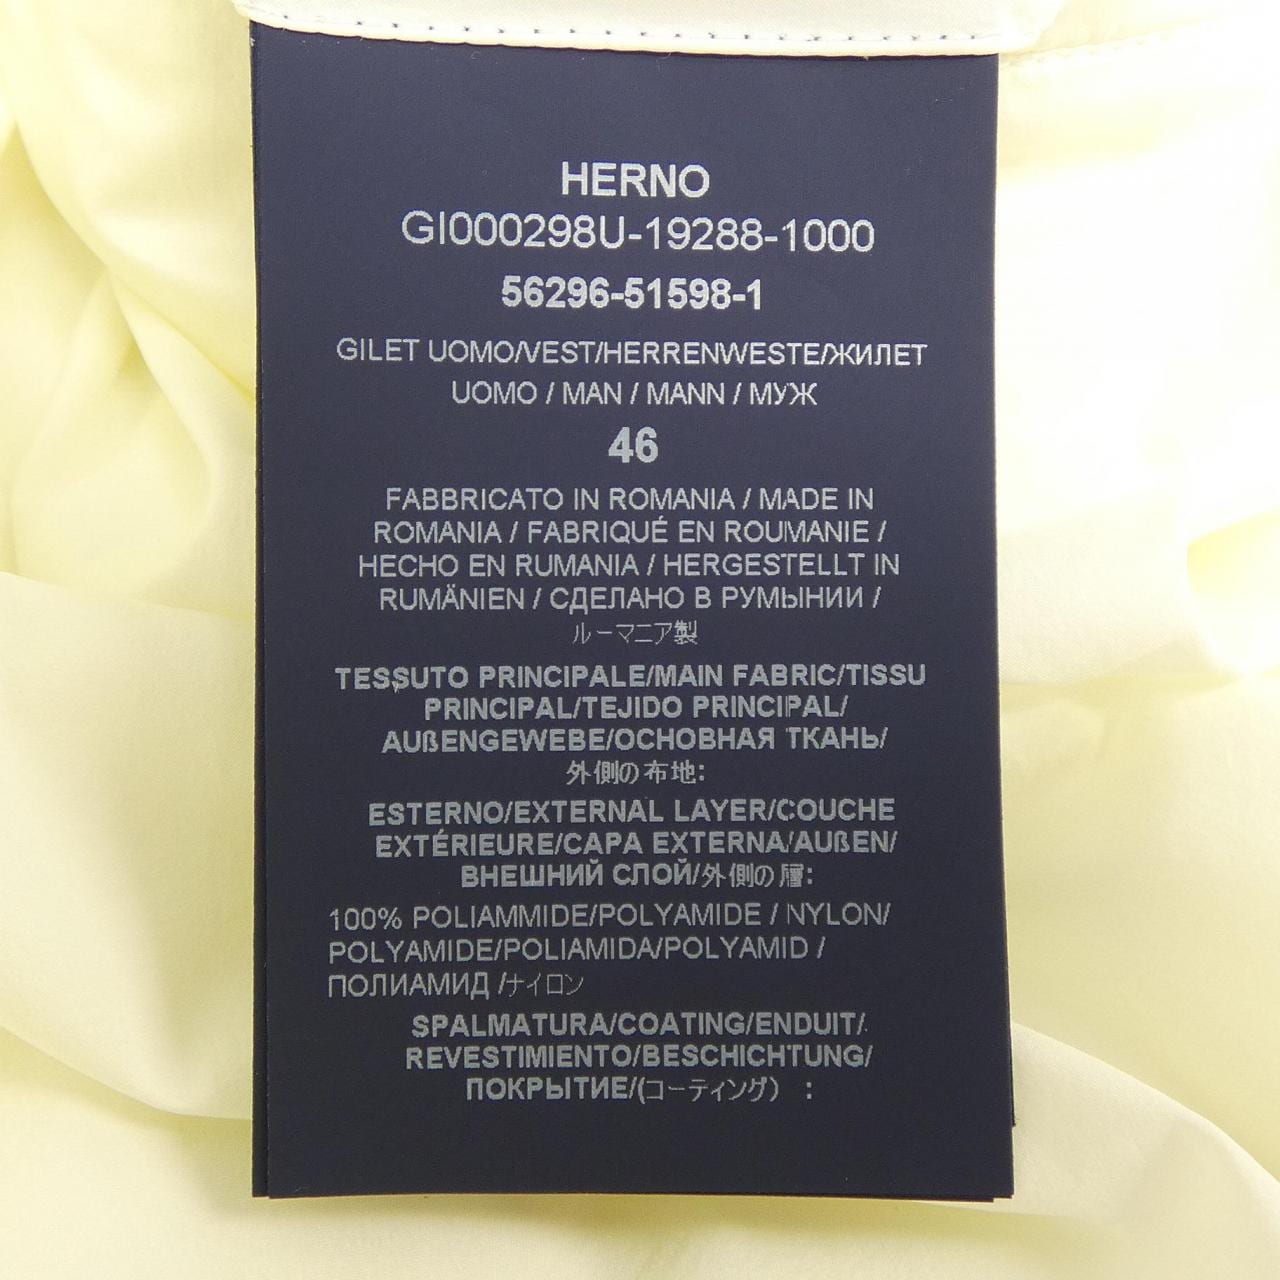 HERNO
GI000298U-19288-1000
56296-51598-1
GILET UOMO/VEST/HERRENWESTE/ЖИЛЕТ
UOMO / MAN / MANN / МУЖ
46
FABBRICATO IN ROMANIA / MADE IN
ROMANIA / FABRIQUÉ EN ROUMANIE /
HECHO EN RUMANIA / HERGESTELLT IN
RUMÄNIEN / СДЕЛАНО В РУМЫНИИ /
ルーマニア製
TESSUTO PRINCIPALE/MAIN FABRIC/TISSU
PRINCIPAL/TEJIDO PRINCIPAL/
AUßENGEWEBE/ОСНОВНАЯ ТКАНЬ/
外側の布地:
ESTERNO/EXTERNAL LAYER/COUCHE
EXTÉRIEURE/CAPA EXTERNA/AUßEN/
ВНЕШНИЙ СЛОЙ/外側の層:
100% POLIAMMIDE/POLYAMIDE / NYLON/
POLYAMIDE/POLIAMIDA/POLYAMID /
ПОЛИАМИД /ナイロン
SPALMATURA/COATING/ENDUIT/
REVESTIMIENTO/BESCHICHTUNG/
ПОКРЫТИЕ/(コーティング) :